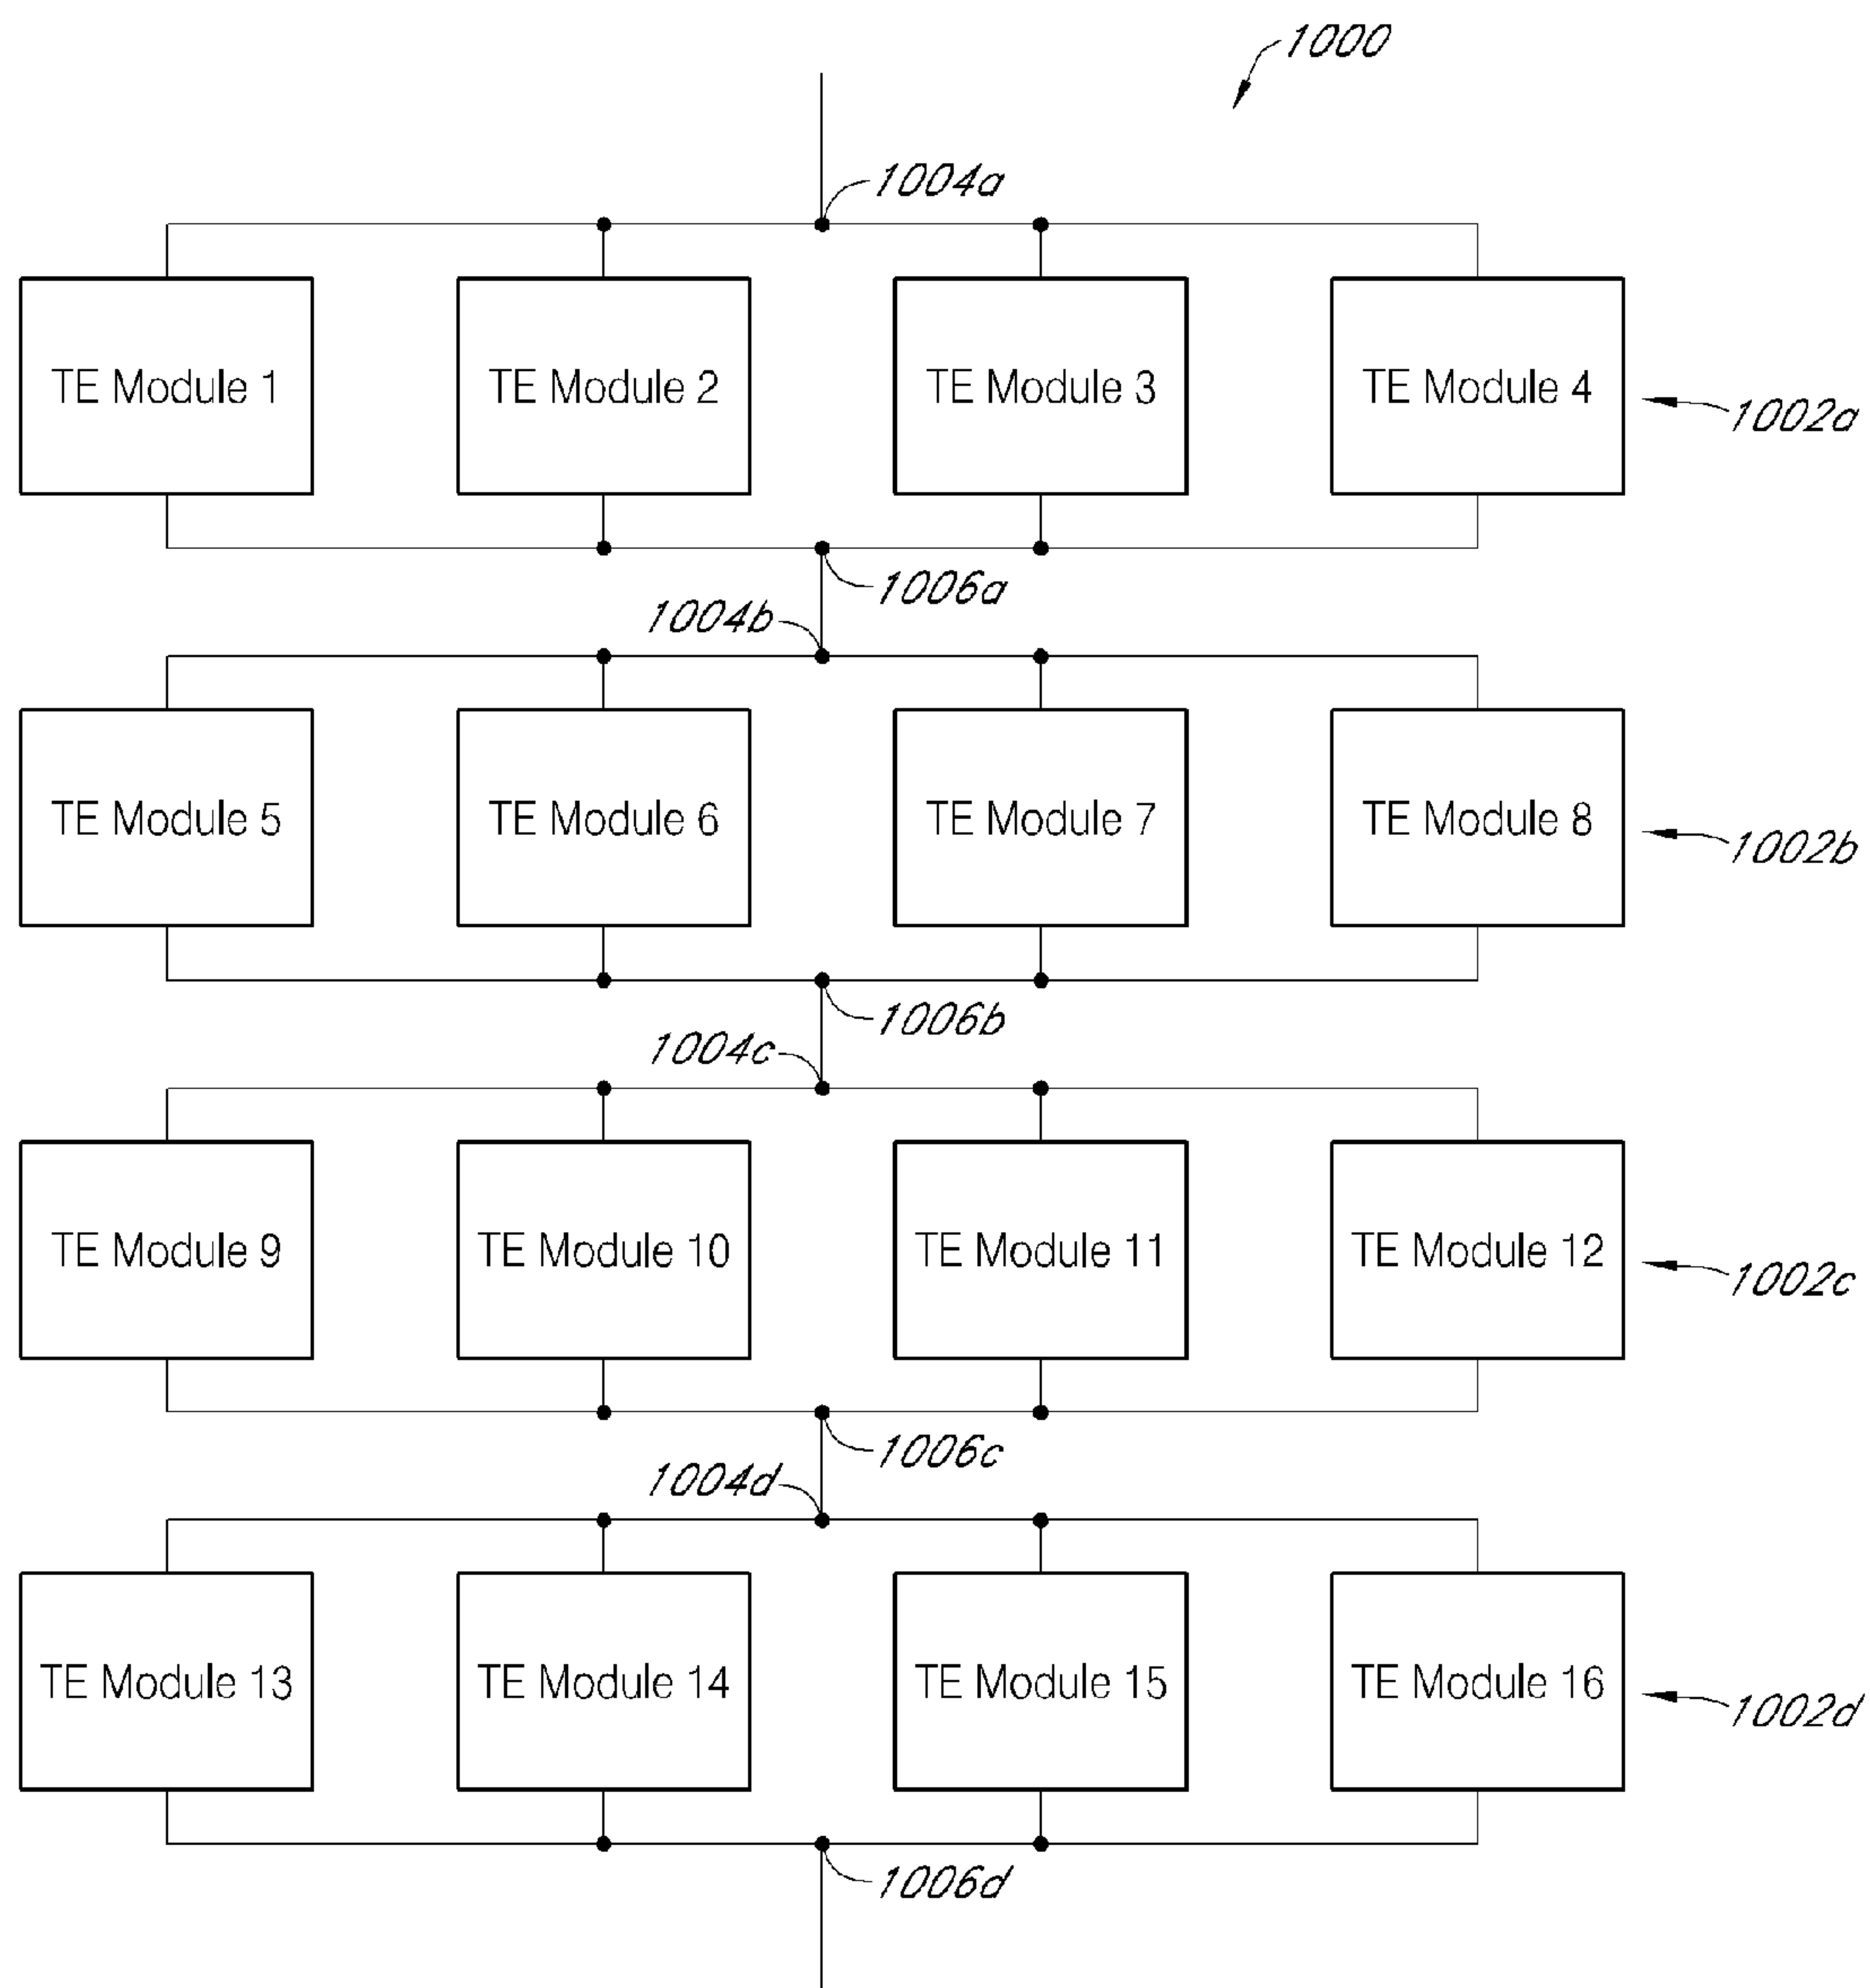 1000
1004a
TE Module 1
TE Module 2
TE Module 3
TE Module 4
1002a
1006a
1004b
TE Module 5
TE Module 6
TE Module 7
TE Module 8
1002b
1006b
1004c
TE Module 9
TE Module 10
TE Module 11
TE Module 12
1002c
1006c
1004d
TE Module 13
TE Module 14
TE Module 15
TE Module 16
1002d
1006d